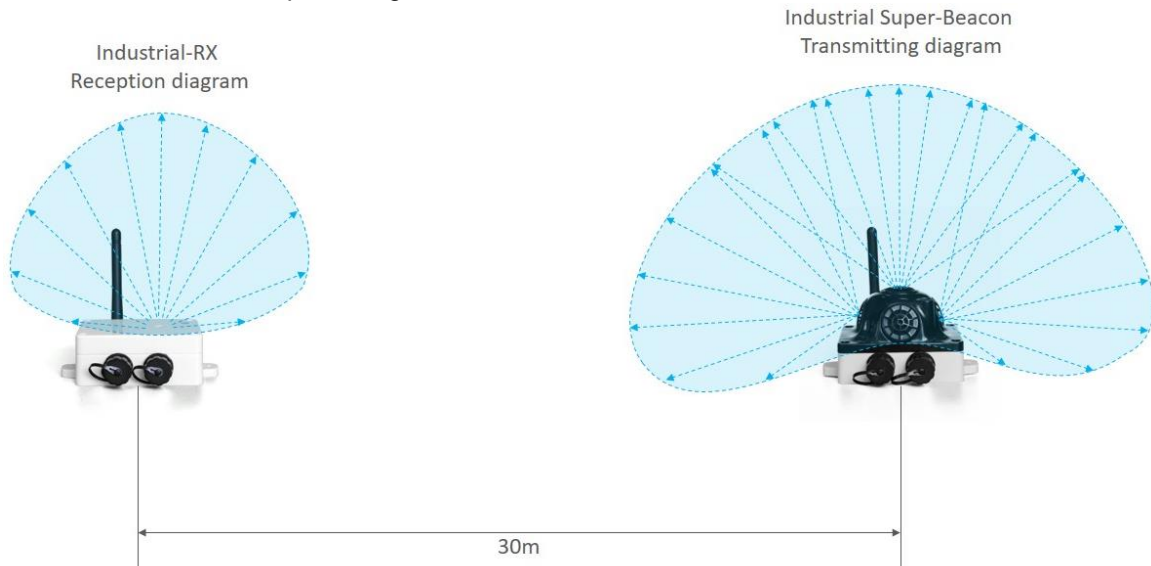 Industrial-RX
Reception diagram
Industrial Super-Beacon
Transmitting diagram
30m